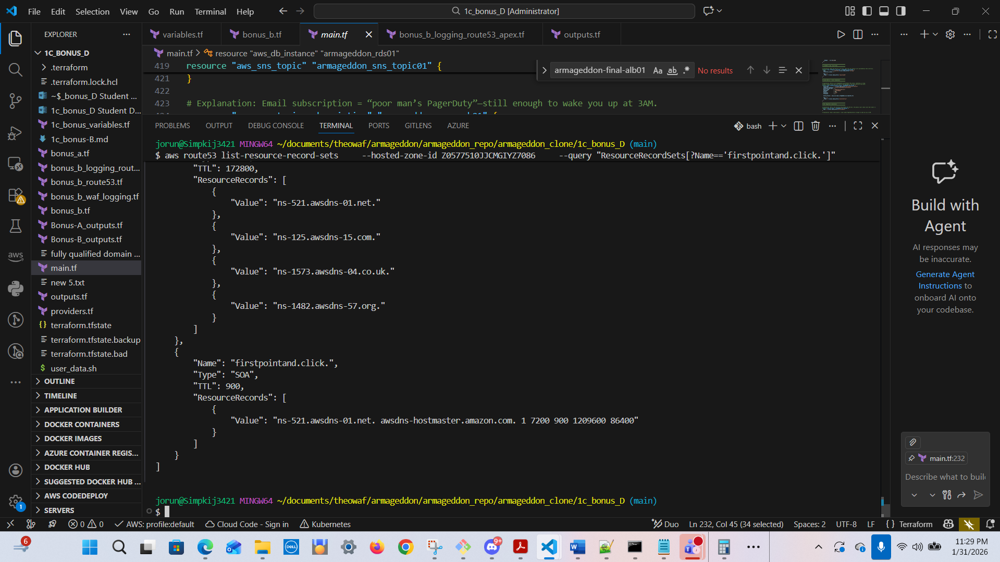 File Edit Selection View Go Run Terminal Help
1c_bonus_D [Administrator]
EXPLORER
1C_BONUS_D
.terraform
.terraform.lock.hcl
~$_bonus_D Student ...
1c_bonus_D Student D...
1c_bonus_variables.tf
1c_bonus-B.md
bonus_a.tf
bonus_b_logging_rout...
bonus_b_route53.tf
bonus_b_waf_logging.tf
bonus_b.tf
Bonus-A_outputs.tf
Bonus-B_outputs.tf
fully qualified domain ...
main.tf
new 5.txt
outputs.tf
providers.tf
terraform.tfstate
terraform.tfstate.backup
terraform.tfstate.bad
user_data.sh
OUTLINE
TIMELINE
APPLICATION BUILDER
DOCKER CONTAINERS
DOCKER IMAGES
AZURE CONTAINER REGIS...
DOCKER HUB
SUGGESTED DOCKER HUB ...
AWS CODEDEPLOY
SERVERS
aws
1
variables.tf bonus_b.tf main.tf bonus_b_logging_route53_apex.tf outputs.tf
main.tf > resource "aws_db_instance" "armageddon_rds01"
419 resource "aws_sns_topic" "armageddon_sns_topic01" {
421 }
422
423 # Explanation: Email subscription = “poor man’s PagerDuty”—still enough to wake you up at 3AM.
armageddon-final-alb01 Aa ab .* No results
PROBLEMS OUTPUT DEBUG CONSOLE TERMINAL PORTS GITLENS AZURE
bash
jorun@Simpkij3421 MINGW64 ~/documents/theowaf/armageddon/armageddon_repo/armageddon_clone/1c_bonus_D (main)
$ aws route53 list-resource-record-sets --hosted-zone-id Z0577510JJCMGIYZ7086 --query "ResourceRecordSets[?Name=='firstpointand.click.']"
"TTL": 172800,
"ResourceRecords": [
{
"Value": "ns-521.awsdns-01.net."
},
{
"Value": "ns-125.awsdns-15.com."
},
{
"Value": "ns-1573.awsdns-04.co.uk."
},
{
"Value": "ns-1482.awsdns-57.org."
}
]
},
{
"Name": "firstpointand.click.",
"Type": "SOA",
"TTL": 900,
"ResourceRecords": [
{
"Value": "ns-521.awsdns-01.net. awsdns-hostmaster.amazon.com. 1 7200 900 1209600 86400"
}
]
}
]
jorun@Simpkij3421 MINGW64 ~/documents/theowaf/armageddon/armageddon_repo/armageddon_clone/1c_bonus_D (main)
$
Build with
Agent
AI responses may
be inaccurate.
Generate Agent
Instructions to
onboard AI onto
your codebase.
main.tf:232
Describe what to buil
0 0 AWS: profile:default Cloud Code - Sign in Kubernetes
Duo Ln 232, Col 45 (34 selected) Spaces: 2 UTF-8 LF { } Terraform
6
DELL
9+
11:29 PM
1/31/2026